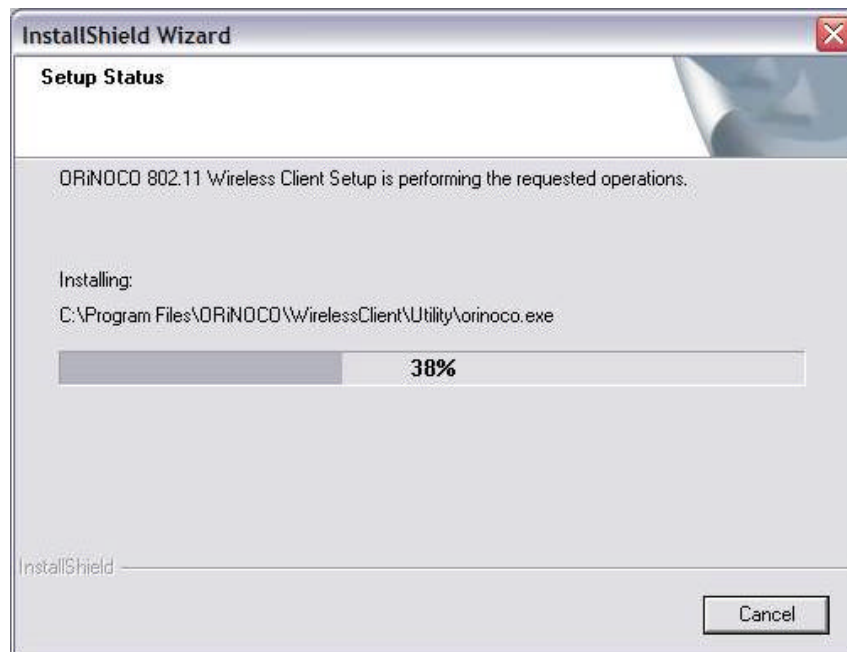 InstallShield Wizard
Setup Status
ORiNOCO 802.11 Wireless Client Setup is performing the requested operations.
Installing:
C:\Program Files\ORiNOCO\WirelessClient\Utility\orinoco.exe
38%
InstallShield
Cancel